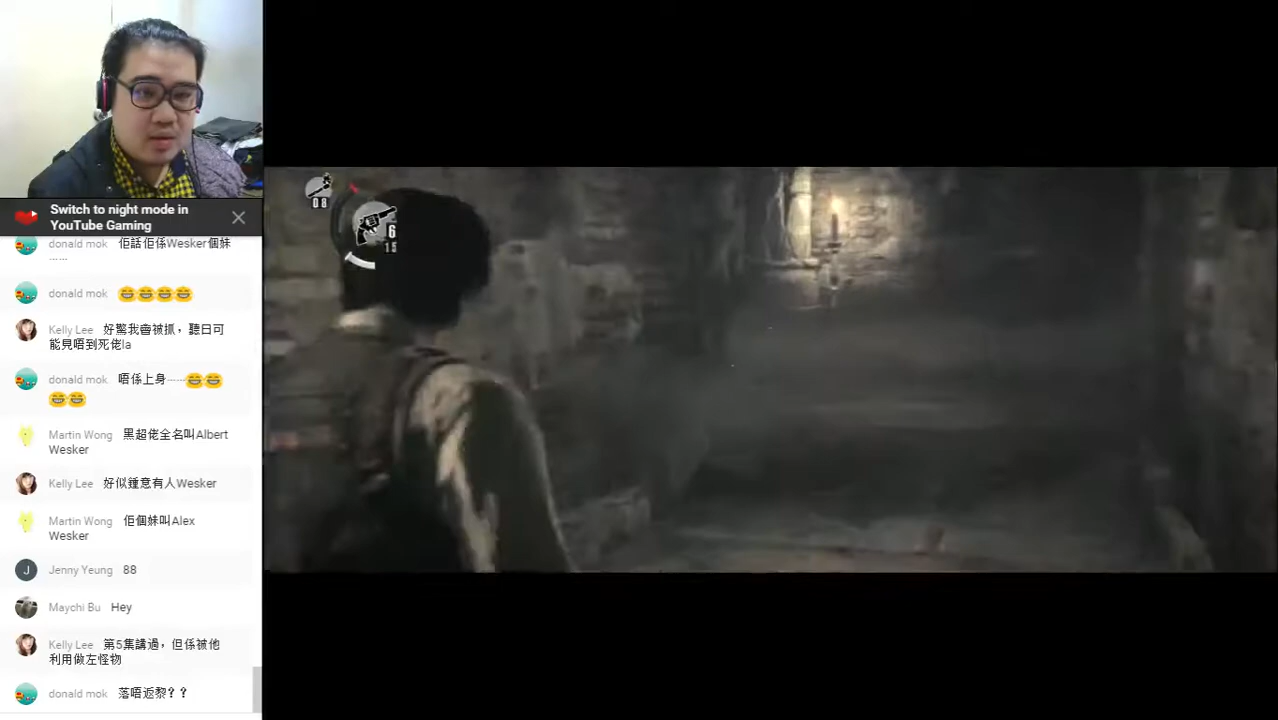 Switch to night mode in
YouTube Gaming
donald mok 佢話佢係Wesker個妹
......
donald mok 😂😂😂😂
Kelly Lee 好驚我會被抓，聽日可
能見唔到死佬la
donald mok 唔係上身······😂😂
😂😂
Martin Wong 黑超佬全名叫Albert
Wesker
Kelly Lee 好似鍾意有人Wesker
Martin Wong 佢個妹叫Alex
Wesker
J Jenny Yeung 88
Maychi Bu Hey
Kelly Lee 第5集講過，但係被他
利用做左怪物
donald mok 落唔返黎？？
08
6
15